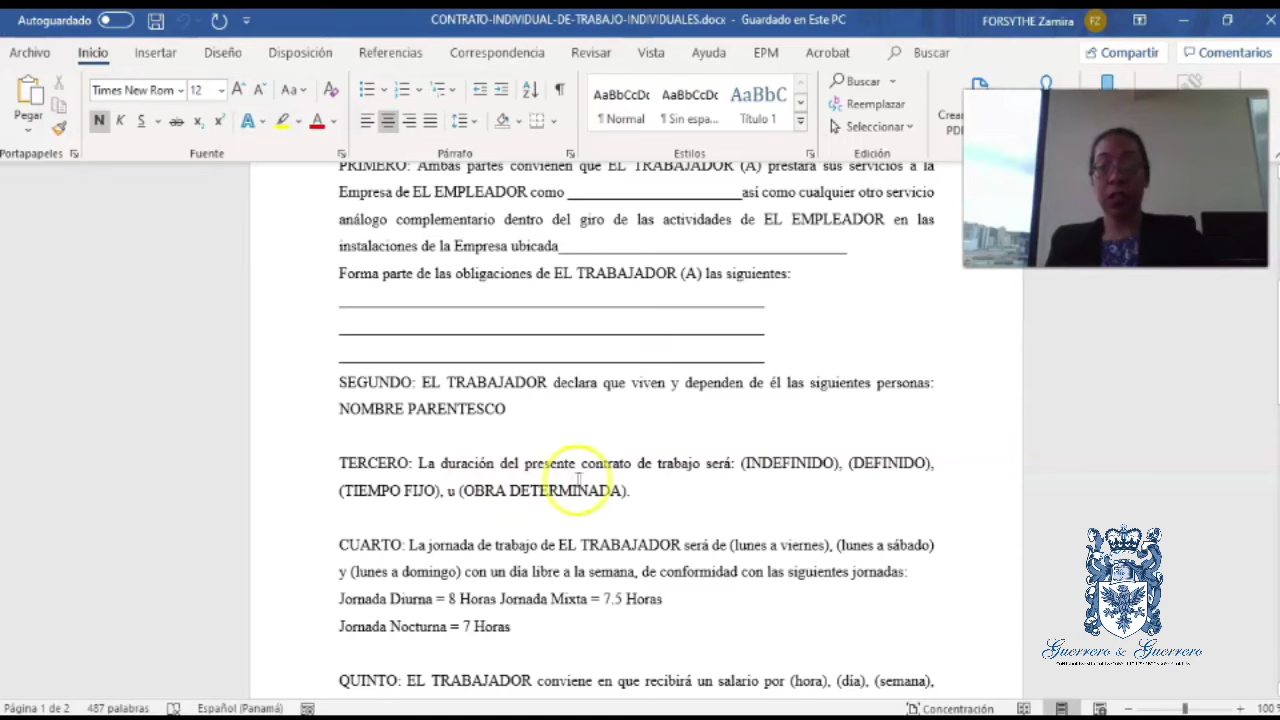 Autoguardado
CONTRATO-INDIVIDUAL-DE-TRABAJO-INDIVIDUALES.docx - Guardado en Este PC
FORSYTHE Zamira
FZ
Archivo Inicio Insertar Diseño Disposición Referencias Correspondencia Revisar Vista Ayuda EPM Acrobat Buscar
Compartir
Comentarios
Pegar
Times New Rom
12
Aa
N K S ab x₂ x² A A
AaBbCcDc AaBbCcDc AaBbC
¶ Normal ¶ Sin espa... Título 1
Buscar
Reemplazar
Seleccionar
Crear
PDF
Portapapeles
Fuente
Párrafo
Estilos
Edición
PRIMERO: Ambas partes convienen que EL TRABAJADOR (A) prestara sus servicios a la
Empresa de EL EMPLEADOR como ______________________ así como cualquier otro servicio
análogo complementario dentro del giro de las actividades de EL EMPLEADOR en las
instalaciones de la Empresa ubicada____________________________________
Forma parte de las obligaciones de EL TRABAJADOR (A) las siguientes:
SEGUNDO: EL TRABAJADOR declara que viven y dependen de él las siguientes personas:
NOMBRE PARENTESCO
TERCERO: La duración del presente contrato de trabajo será: (INDEFINIDO), (DEFINIDO),
(TIEMPO FIJO), u (OBRA DETERMINADA).
CUARTO: La jornada de trabajo de EL TRABAJADOR será de (lunes a viernes), (lunes a sábado)
y (lunes a domingo) con un día libre a la semana, de conformidad con las siguientes jornadas:
Jornada Diurna = 8 Horas Jornada Mixta = 7.5 Horas
Jornada Nocturna = 7 Horas
QUINTO: EL TRABAJADOR conviene en que recibirá un salario por (hora), (día), (semana),
Guerrero & Guerrero
Página 1 de 2 487 palabras Español (Panamá)
Concentración
100